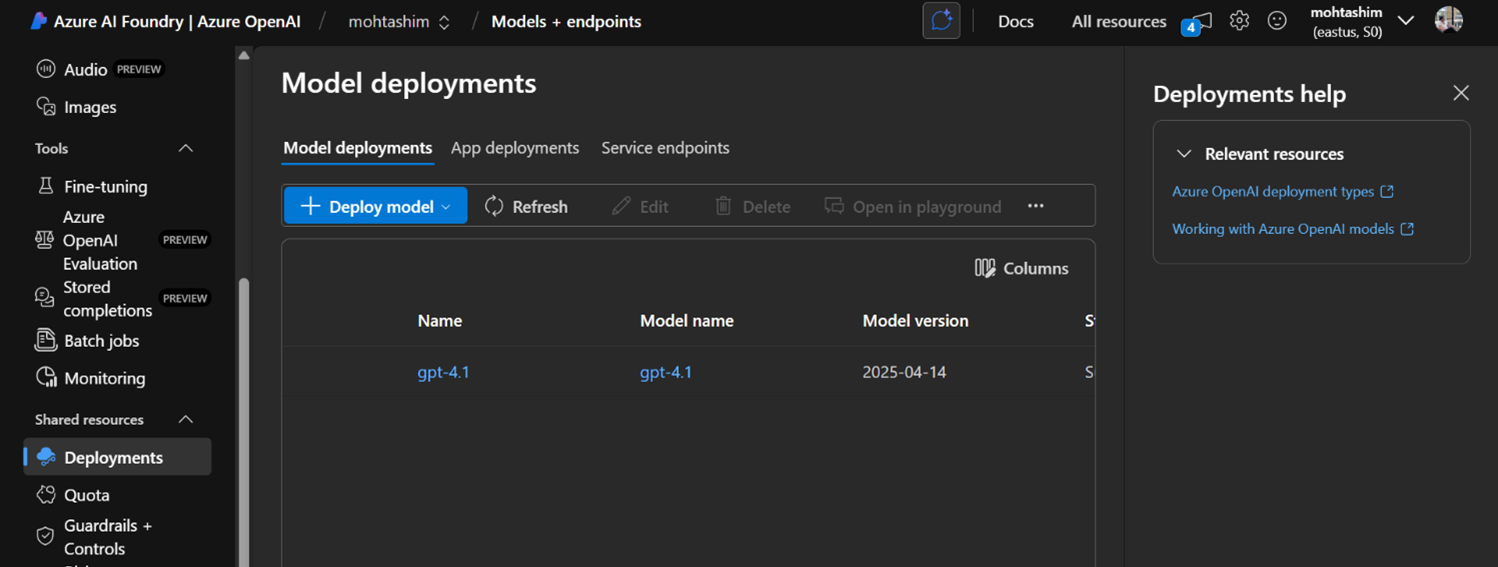 Azure AI Foundry | Azure OpenAI / mohtashim / Models + endpoints
Docs
All resources
4
mohtashim
(eastus, S0)
Audio PREVIEW
Images
Tools
Fine-tuning
Azure
OpenAI
Evaluation
PREVIEW
Stored
completions
PREVIEW
Batch jobs
Monitoring
Shared resources
Deployments
Quota
Guardrails +
Controls
Model deployments
Model deployments App deployments Service endpoints
Deploy model Refresh Edit Delete Open in playground ...
Columns
Name Model name Model version
gpt-4.1 gpt-4.1 2025-04-14
Deployments help
Relevant resources
Azure OpenAI deployment types
Working with Azure OpenAI models